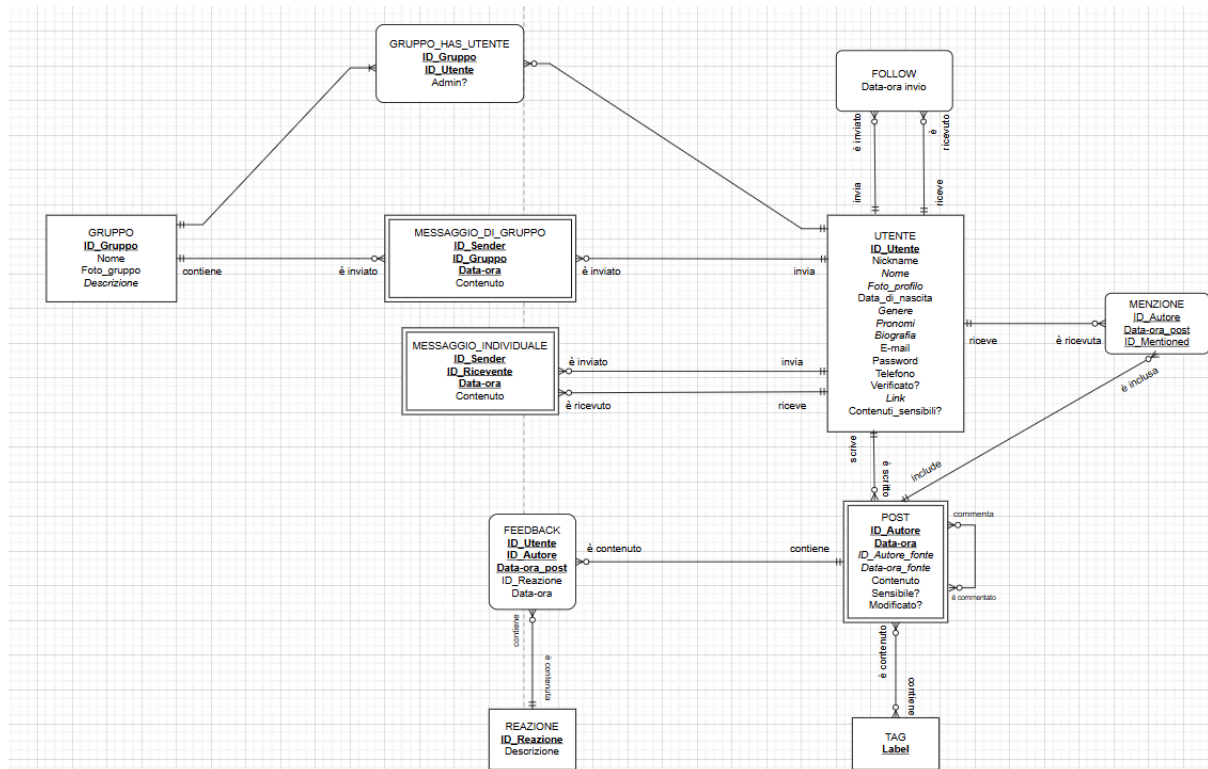 GRUPPO_HAS_UTENTE
ID_Gruppo
ID_Utente
Admin?
FOLLOW
Data-ora invio
è inviato
è ricevuto
invia
riceve
GRUPPO
ID_Gruppo
Nome
Foto_gruppo
Descrizione
contiene
è inviato
MESSAGGIO_DI_GRUPPO
ID_Sender
ID_Gruppo
Data-ora
Contenuto
è inviato
invia
UTENTE
ID_Utente
Nickname
Nome
Foto_profilo
Data_di_nascita
Genere
Pronomi
Biografia
E-mail
Password
Telefono
Verificato?
Link
Contenuti_sensibili?
riceve
è ricevuta
MENZIONE
ID_Autore
Data-ora_post
ID_Mentioned
MESSAGGIO_INDIVIDUALE
ID_Sender
ID_Ricevente
Data-ora
Contenuto
è inviato
invia
è ricevuto
riceve
è inclusa
include
scrive
è scritto
POST
ID_Autore
Data-ora
ID_Autore_fonte
Data-ora_fonte
Contenuto
Sensibile?
Modificato?
commenta
è commentato
FEEDBACK
ID_Utente
ID_Autore
Data-ora_post
ID_Reazione
Data-ora
è contenuto
contiene
contiene
è contenuta
è contenuto
contiene
REAZIONE
ID_Reazione
Descrizione
TAG
Label